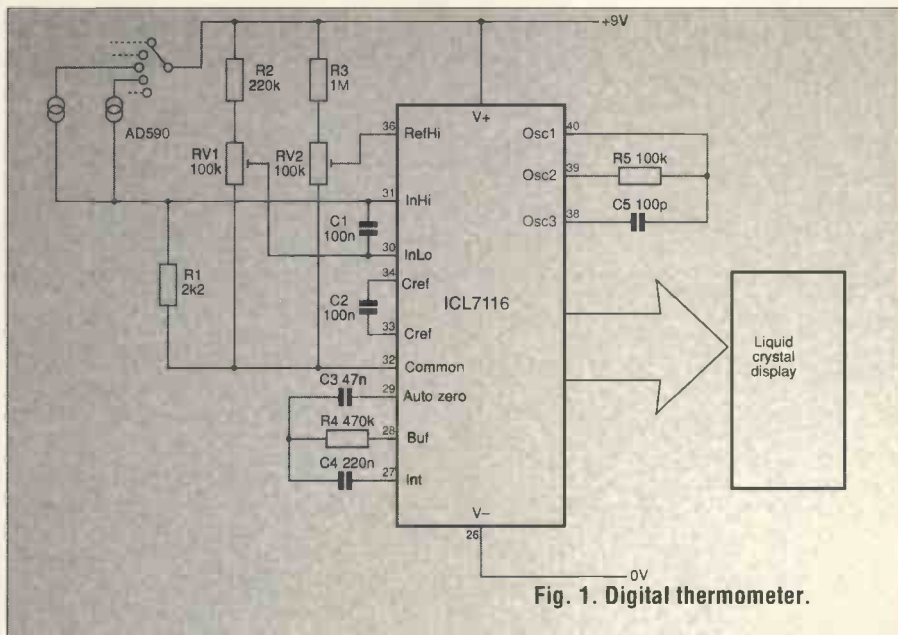 +9V
R2
220k
R3
1M
AD590
RV1
100k
RV2
100k
R1
2k2
C1
100n
C2
100n
C3 47n
R4 470k
C4 220n
V+
36
RefHi
31
InHi
30
InLo
34
Cref
33
Cref
32
Common
29
Auto zero
28
Buf
27
Int
ICL7116
V–
26
0V
Osc1
40
Osc2
39
Osc3
38
R5 100k
C5 100p
Liquid
crystal
display
Fig. 1. Digital thermometer.